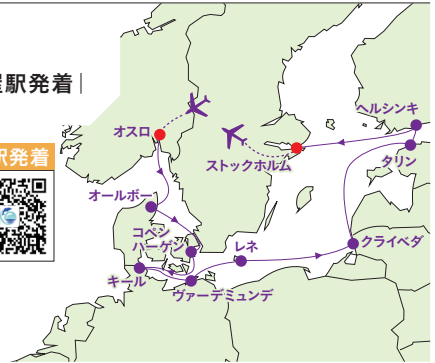 駅発着|
駅発着
オスロ
オールボー
コペン
ハーゲン
キール
ヴァーデミュンデ
レネ
クライペダ
ストックホルム
ヘルシンキ
タリン